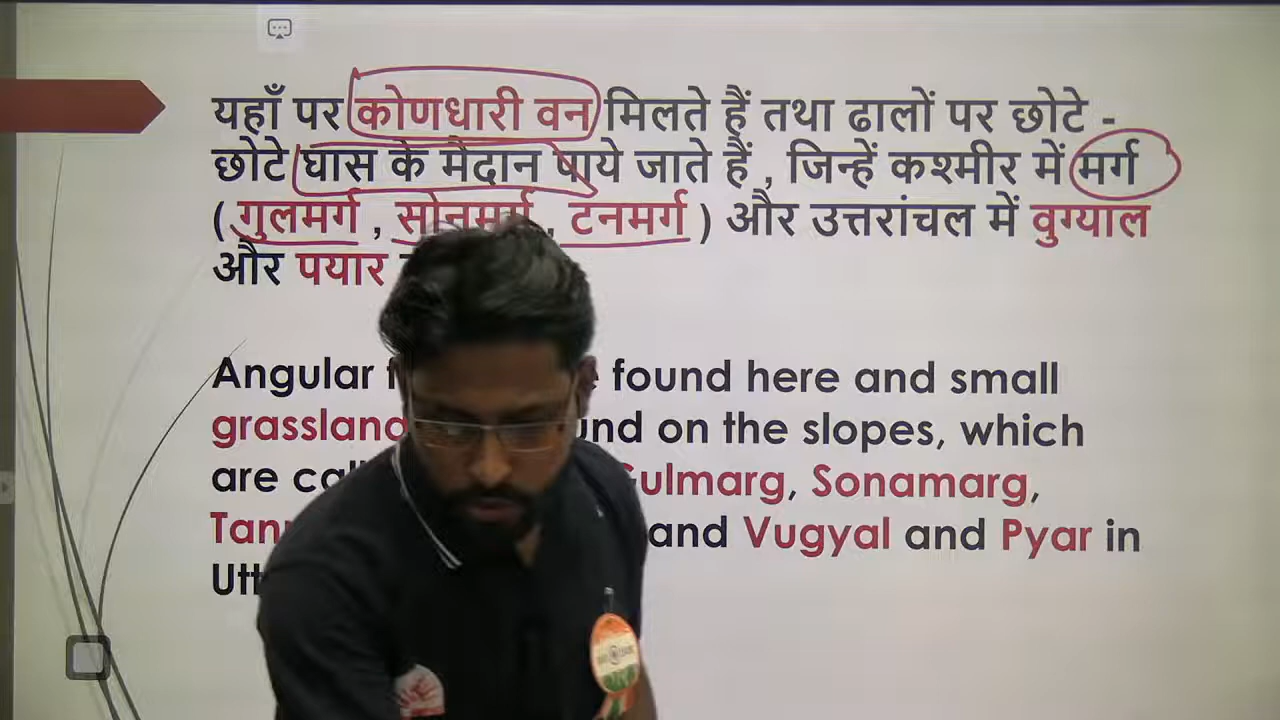 यहाँ पर कोणधारी वन मिलते हैं तथा ढालों पर छोटे -
छोटे घास के मैदान पाये जाते हैं , जिन्हें कश्मीर में मर्ग
( गुलमर्ग , सोनमर्ग , टनमर्ग ) और उत्तरांचल में वुग्याल
और पयार
Angular found here and small
on the slopes, which
are Gulmarg, Sonamarg,
and Vugyal and Pyar in